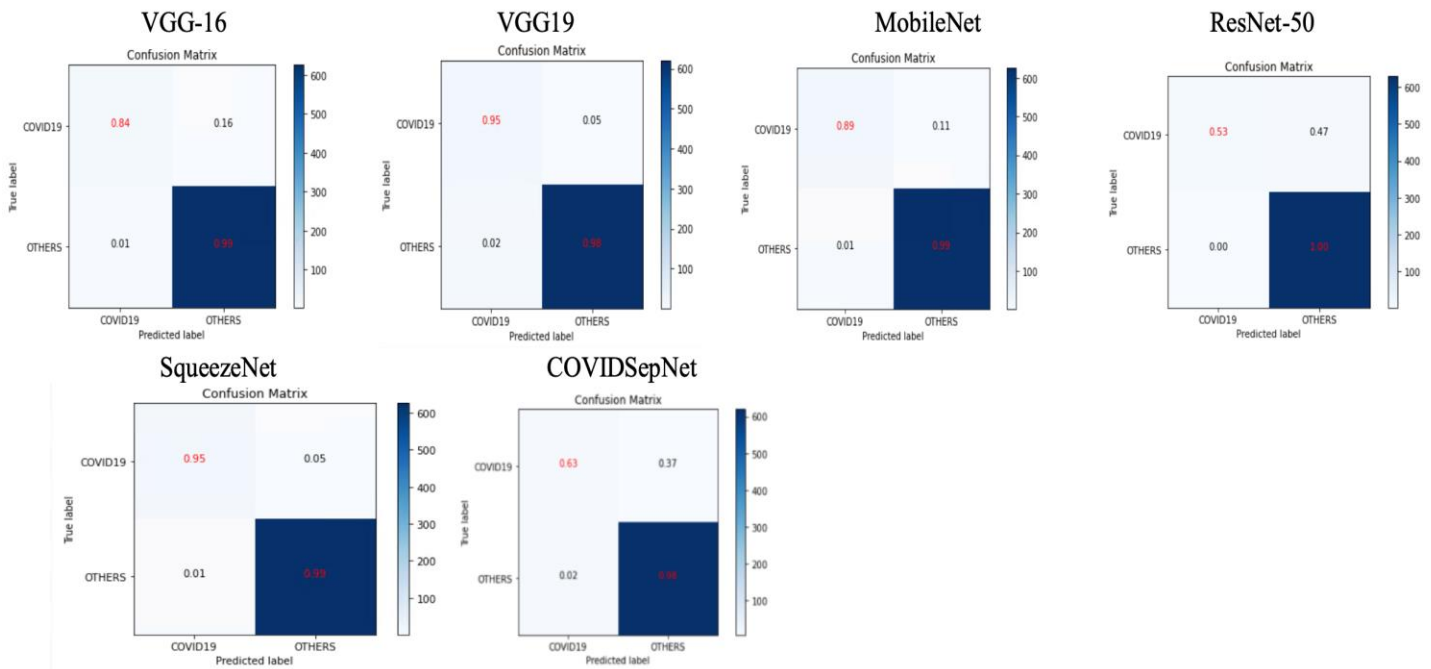 VGG-16
Confusion Matrix
COVID19
OTHERS
True label
0.84
0.16
0.01
0.99
COVID19
OTHERS
Predicted label
600
500
400
300
200
100
VGG19
Confusion Matrix
COVID19
OTHERS
True label
0.95
0.05
0.02
0.98
COVID19
OTHERS
Predicted label
600
500
400
300
200
100
MobileNet
Confusion Matrix
COVID19
OTHERS
True label
0.89
0.11
0.01
0.99
COVID19
OTHERS
Predicted label
600
500
400
300
200
100
ResNet-50
Confusion Matrix
COVID19
OTHERS
True label
0.53
0.47
0.00
1.00
COVID19
OTHERS
Predicted label
600
500
400
300
200
100
SqueezeNet
Confusion Matrix
COVID19
OTHERS
True label
0.95
0.05
0.01
0.99
COVID19
OTHERS
Predicted label
600
500
400
300
200
100
COVIDSepNet
Confusion Matrix
COVID19
OTHERS
True label
0.63
0.37
0.02
0.98
COVID19
OTHERS
Predicted label
600
500
400
300
200
100